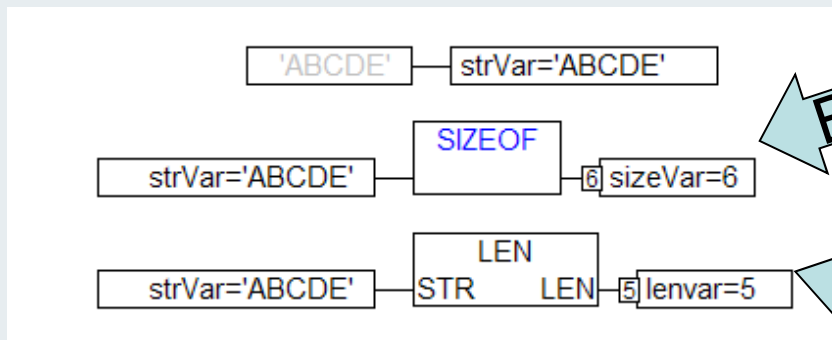 'ABCDE' strVar='ABCDE'
SIZEOF
strVar='ABCDE' 6 sizeVar=6
LEN
strVar='ABCDE' STR LEN 5 lenvar=5